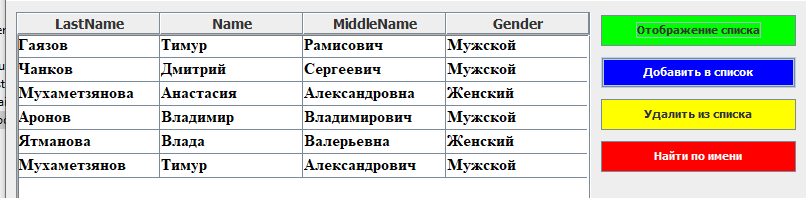 LastName Name MiddleName Gender
Гаязов Тимур Рамисович Мужской
Чанков Дмитрий Сергеевич Мужской
Мухаметзянова Анастасия Александровна Женский
Аронов Владимир Владимирович Мужской
Ятманова Влада Валерьевна Женский
Мухаметзянов Тимур Александрович Мужской
Отображение списка
Добавить в список
Удалить из списка
Найти по имени